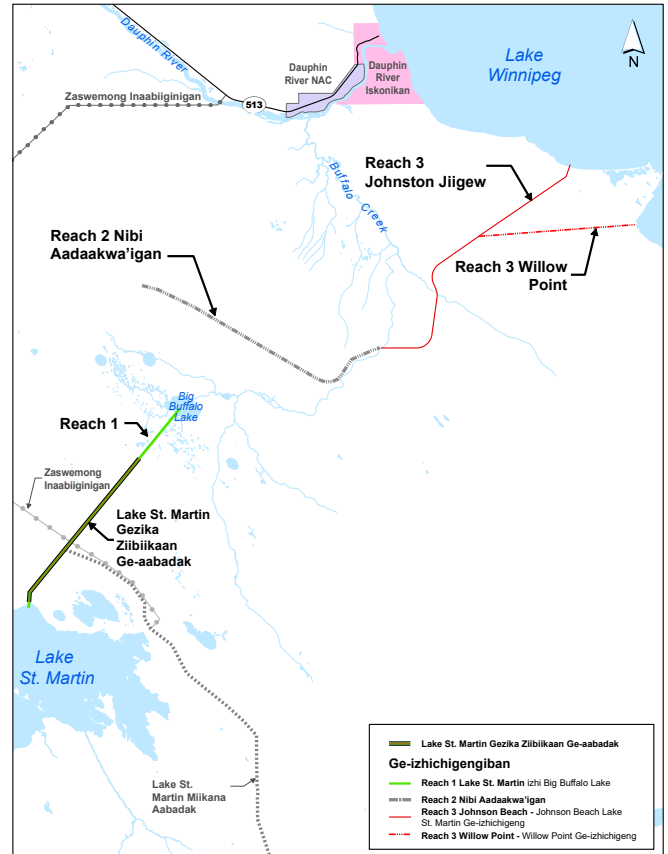 Dauphin River
Lake
Winnipeg
N
Dauphin
River NAC
Dauphin
River
Iskonikan
Zaswemong Inaabiiginigan
513
Buffalo Creek
Reach 3
Johnston Jiigew
Reach 2 Nibi
Aadaakwa'igan
Reach 3 Willow
Point
Big
Buffalo
Lake
Reach 1
Zaswemong
Inaabiiginigan
Lake St. Martin
Gezika
Ziibiikaan
Ge-aabadak
Lake
St. Martin
Lake St.
Martin Miikana
Aabadak
Lake St. Martin Gezika Ziibiikaan Ge-aabadak
Ge-izhichigengiban
Reach 1 Lake St. Martin izhi Big Buffalo Lake
Reach 2 Nibi Aadaakwa'igan
Reach 3 Johnson Beach - Johnson Beach Lake
St. Martin Ge-izhichigeng
Reach 3 Willow Point - Willow Point Ge-izhichigeng